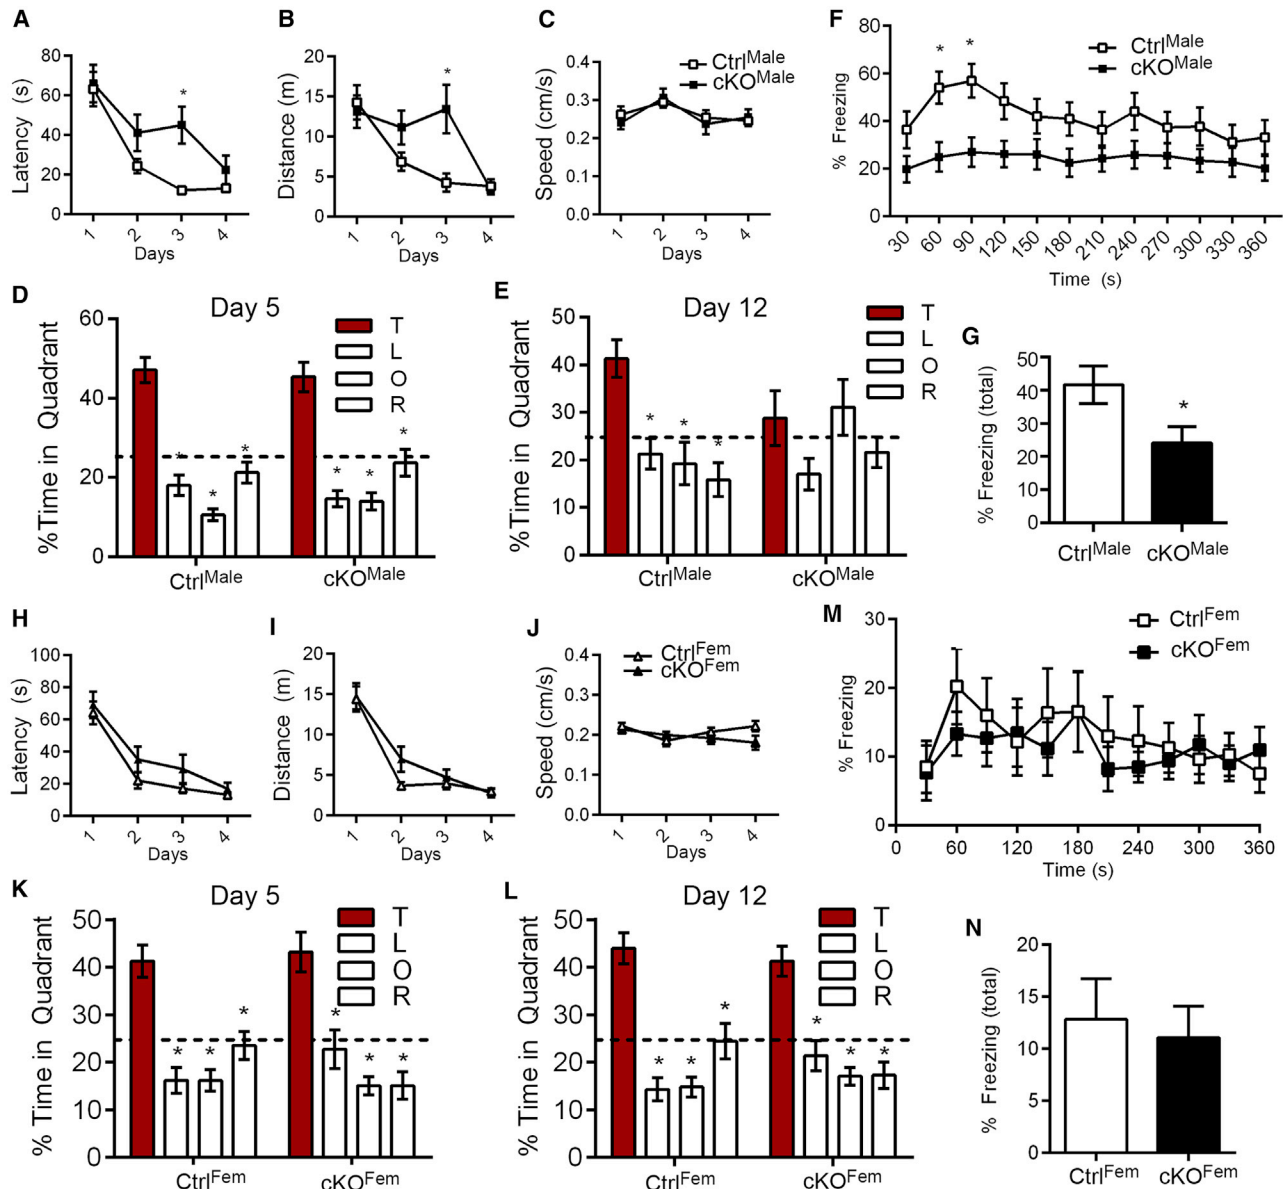 A
Latency (s)
80
60
40
20
0
*
1 2 3 4
Days
B
Distance (m)
20
15
10
5
0
*
1 2 3 4
Days
C
Speed (cm/s)
0.4
0.3
0.2
0.1
0.0
CtrlMale
cKOMale
1 2 3 4
Days
F
% Freezing
80
60
40
20
0
* *
CtrlMale
cKOMale
30 60 90 120 150 180 210 240 270 300 330 360
Time (s)
D
Day 5
%Time in Quadrant
60
40
20
0
T
L
O
R
* * * * * *
CtrlMale cKOMale
E
Day 12
%Time in Quadrant
50
40
30
20
10
0
T
L
O
R
* * *
CtrlMale cKOMale
G
% Freezing (total)
50
40
30
20
10
0
*
CtrlMale cKOMale
H
Latency (s)
100
80
60
40
20
0
1 2 3 4
Days
I
Distance (m)
20
15
10
5
0
1 2 3 4
Days
J
Speed (cm/s)
0.4
0.3
0.2
0.1
0.0
CtrlFem
cKOFem
1 2 3 4
Days
M
% Freezing
30
20
10
0
CtrlFem
cKOFem
0 60 120 180 240 300 360
Time (s)
K
Day 5
% Time in Quadrant
50
40
30
20
10
0
T
L
O
R
* * * * * *
CtrlFem cKOFem
L
Day 12
% Time in Quadrant
50
40
30
20
10
0
T
L
O
R
* * * * * *
CtrlFem cKOFem
N
% Freezing (total)
20
15
10
5
0
CtrlFem cKOFem